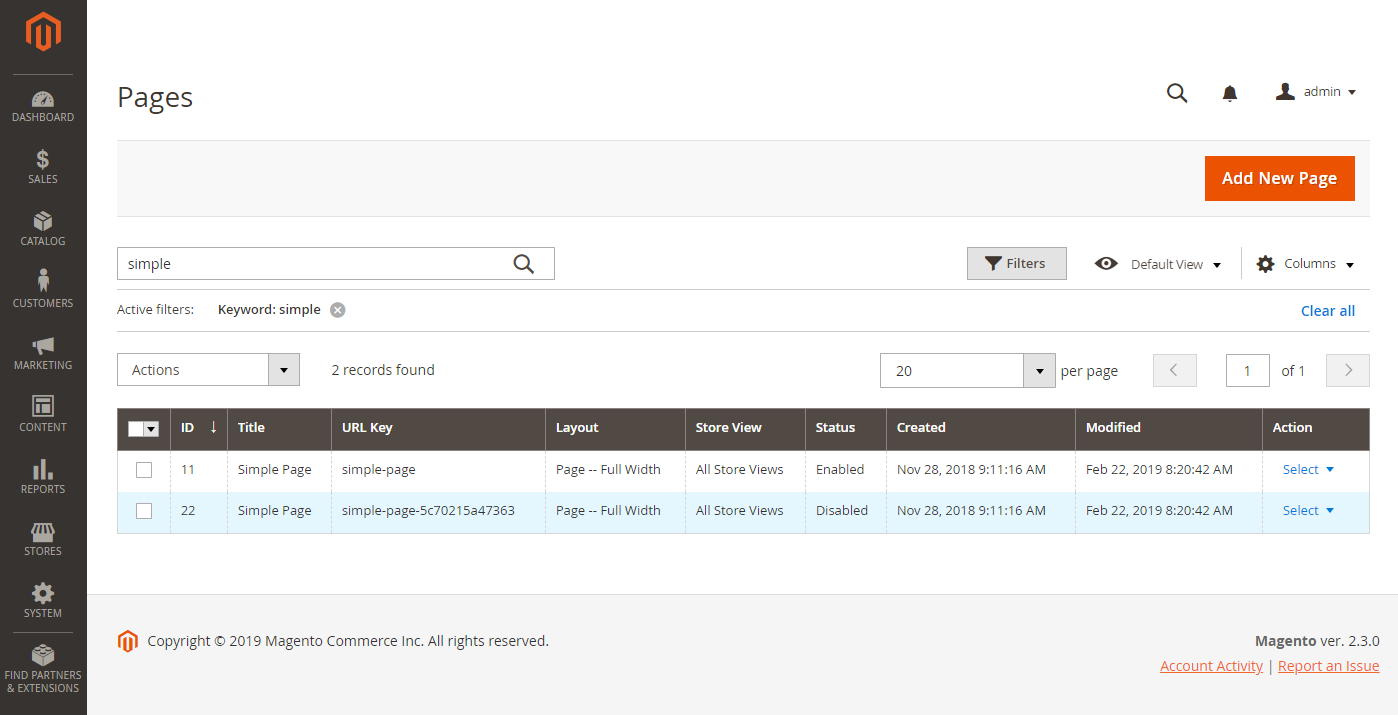 Pages
admin
Add New Page
DASHBOARD
SALES
CATALOG
CUSTOMERS
MARKETING
CONTENT
REPORTS
STORES
SYSTEM
FIND PARTNERS
& EXTENSIONS
simple
Filters
Default View
Columns
Active filters: Keyword: simple
Clear all
Actions
2 records found
20
per page
1
of 1
ID ↓ Title URL Key Layout Store View Status Created Modified Action
11 Simple Page simple-page Page -- Full Width All Store Views Enabled Nov 28, 2018 9:11:16 AM Feb 22, 2019 8:20:42 AM Select
22 Simple Page simple-page-5c70215a47363 Page -- Full Width All Store Views Disabled Nov 28, 2018 9:11:16 AM Feb 22, 2019 8:20:42 AM Select
Copyright © 2019 Magento Commerce Inc. All rights reserved.
Magento ver. 2.3.0
Account Activity | Report an Issue